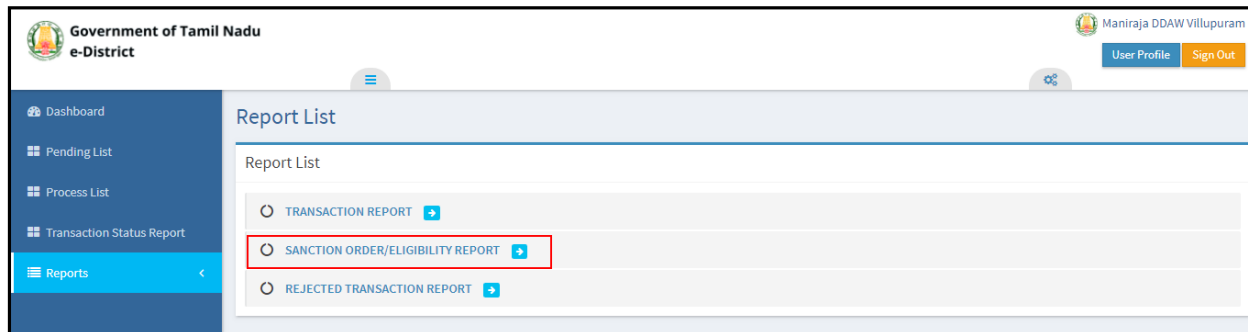 Government of Tamil Nadu
e-District
Maniraja DDAW Villupuram
User Profile
Sign Out
Dashboard
Pending List
Process List
Transaction Status Report
Reports
Report List
Report List
TRANSACTION REPORT
SANCTION ORDER/ELIGIBILITY REPORT
REJECTED TRANSACTION REPORT